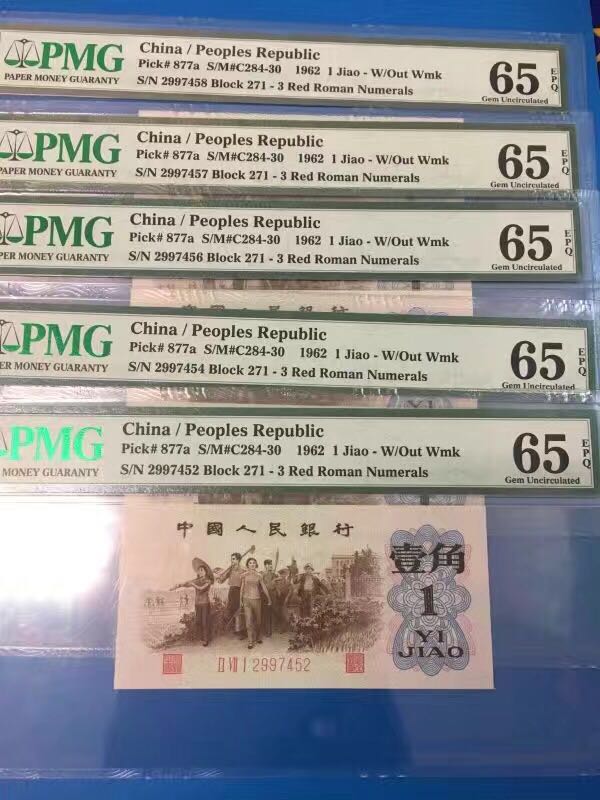 PMG
PAPER MONEY GUARANTY
China / Peoples Republic
Pick# 877a S/M#C284-30 1962 1 Jiao - W/Out Wmk
S/N 2997458 Block 271 - 3 Red Roman Numerals
65 EPQ
Gem Uncirculated
PMG
PAPER MONEY GUARANTY
China / Peoples Republic
Pick# 877a S/M#C284-30 1962 1 Jiao - W/Out Wmk
S/N 2997457 Block 271 - 3 Red Roman Numerals
65 EPQ
Gem Uncirculated
PMG
PER MONEY GUARANTY
China / Peoples Republic
Pick# 877a S/M#C284-30 1962 1 Jiao - W/Out Wmk
S/N 2997456 Block 271 - 3 Red Roman Numerals
65 EPQ
Gem Uncirculated
PMG
ER MONEY GUARANTY
China / Peoples Republic
Pick# 877a S/M#C284-30 1962 1 Jiao - W/Out Wmk
S/N 2997454 Block 271 - 3 Red Roman Numerals
65 EPQ
Gem Uncirculated
YI
PMG
MONEY GUARANTY
China / Peoples Republic
Pick# 877a S/M#C284-30 1962 1 Jiao - W/Out Wmk
S/N 2997452 Block 271 - 3 Red Roman Numerals
65 EPQ
Gem Uncirculated
中國人民銀行
壹角
1
YI
JIAO
II VII I 2997452